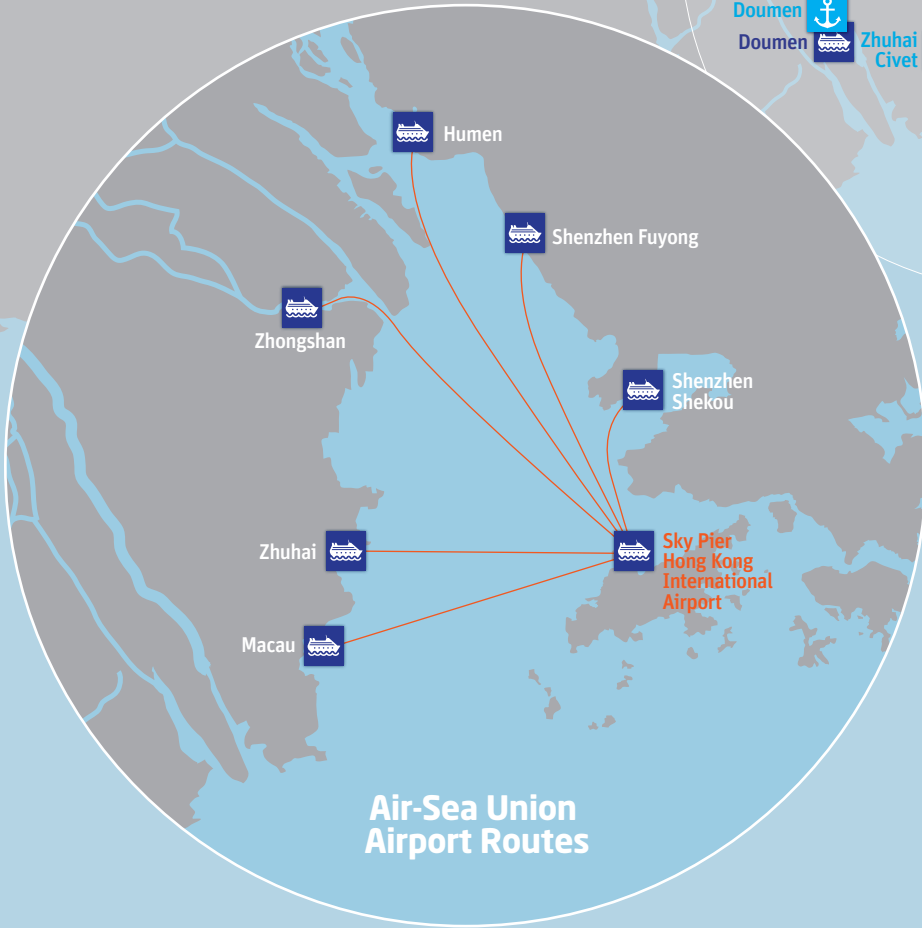 Doumen
Doumen
Zhuhai
Civet
Humen
Shenzhen Fuyong
Zhongshan
Shenzhen
Shekou
Zhuhai
Sky Pier
Hong Kong
International
Airport
Macau
Air-Sea Union
Airport Routes